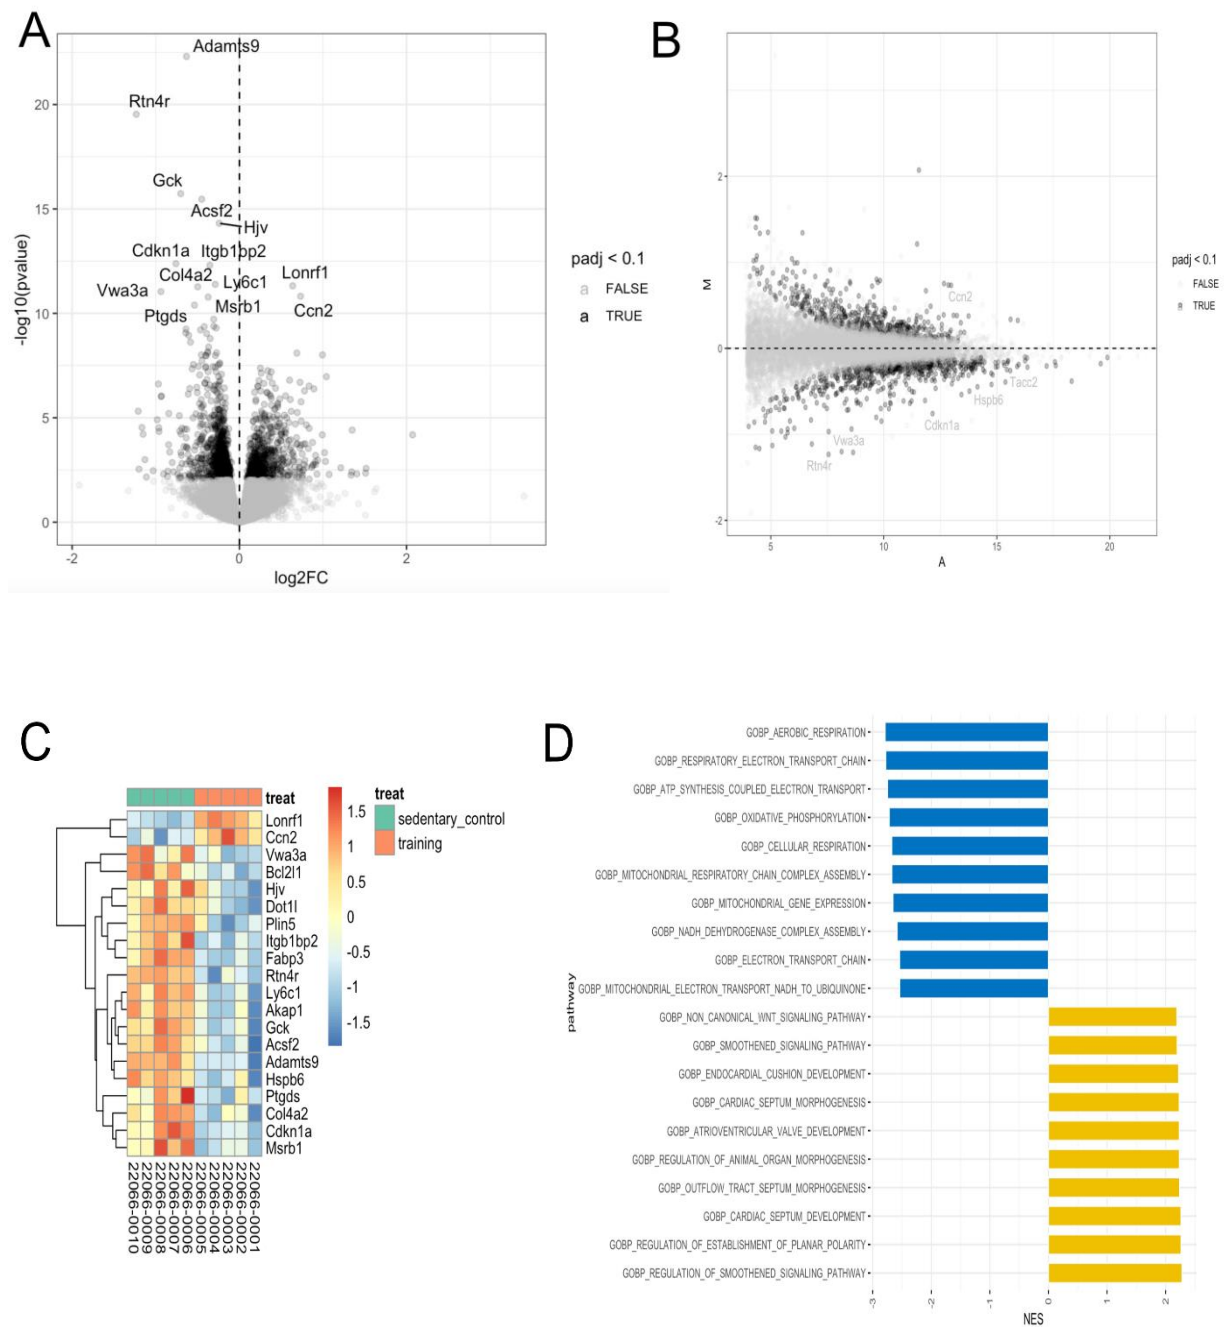 A
Adamts9
Rtn4r
Gck
Acsf2
Hjv
Cdkn1a
Itgb1bp2
Col4a2
Ly6c1
Lonrf1
Vwa3a
Msrb1
Ccn2
Ptgds
20
15
10
5
0
-log10(pvalue)
-2
0
2
log2FC
padj < 0.1
a FALSE
a TRUE
B
2
0
-2
M
Ccn2
Tacc2
Hspb6
Cdkn1a
Vwa3a
Rtn4r
5
10
15
20
A
padj < 0.1
FALSE
TRUE
C
treat
Lonrf1
Ccn2
Vwa3a
Bcl2l1
Hjv
Dot1l
Plin5
Itgb1bp2
Fabp3
Rtn4r
Ly6c1
Akap1
Gck
Acsf2
Adamts9
Hspb6
Ptgds
Col4a2
Cdkn1a
Msrb1
22066-0010
22066-0009
22066-0008
22066-0007
22066-0006
22066-0005
22066-0004
22066-0003
22066-0002
22066-0001
1.5
1
0.5
0
-0.5
-1
-1.5
treat
sedentary_control
training
D
GOBP_AEROBIC_RESPIRATION
GOBP_RESPIRATORY_ELECTRON_TRANSPORT_CHAIN
GOBP_ATP_SYNTHESIS_COUPLED_ELECTRON_TRANSPORT
GOBP_OXIDATIVE_PHOSPHORYLATION
GOBP_CELLULAR_RESPIRATION
GOBP_MITOCHONDRIAL_RESPIRATORY_CHAIN_COMPLEX_ASSEMBLY
GOBP_MITOCHONDRIAL_GENE_EXPRESSION
GOBP_NADH_DEHYDROGENASE_COMPLEX_ASSEMBLY
GOBP_ELECTRON_TRANSPORT_CHAIN
GOBP_MITOCHONDRIAL_ELECTRON_TRANSPORT_NADH_TO_UBIQUINONE
GOBP_NON_CANONICAL_WNT_SIGNALING_PATHWAY
GOBP_SMOOTHENED_SIGNALING_PATHWAY
GOBP_ENDOCARDIAL_CUSHION_DEVELOPMENT
GOBP_CARDIAC_SEPTUM_MORPHOGENESIS
GOBP_ATRIOVENTRICULAR_VALVE_DEVELOPMENT
GOBP_REGULATION_OF_ANIMAL_ORGAN_MORPHOGENESIS
GOBP_OUTFLOW_TRACT_SEPTUM_MORPHOGENESIS
GOBP_CARDIAC_SEPTUM_DEVELOPMENT
GOBP_REGULATION_OF_ESTABLISHMENT_OF_PLANAR_POLARITY
GOBP_REGULATION_OF_SMOOTHENED_SIGNALING_PATHWAY
pathway
-3
-2
-1
0
1
2
NES